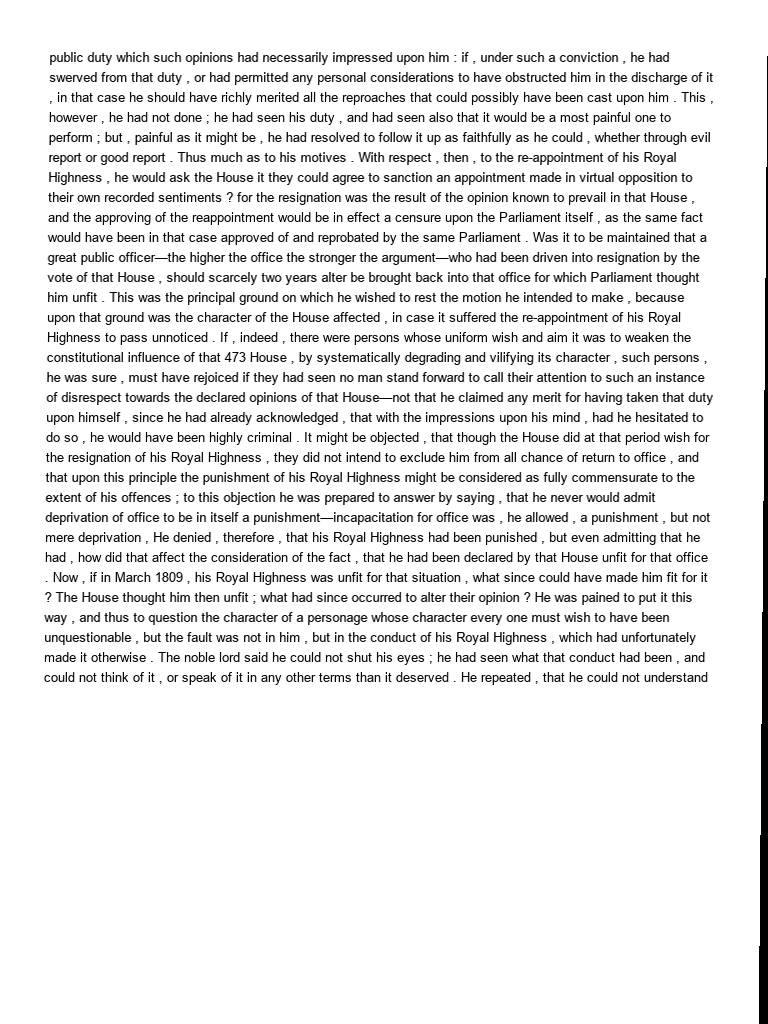 public duty which such opinions had necessarily impressed upon him : if , under such a conviction , he had
swerved from that duty , or had permitted any personal considerations to have obstructed him in the discharge of it
, in that case he should have richly merited all the reproaches that could possibly have been cast upon him . This ,
however , he had not done ; he had seen his duty , and had seen also that it would be a most painful one to
perform ; but , painful as it might be , he had resolved to follow it up as faithfully as he could , whether through evil
report or good report . Thus much as to his motives . With respect , then , to the re-appointment of his Royal
Highness , he would ask the House it they could agree to sanction an appointment made in virtual opposition to
their own recorded sentiments ? for the resignation was the result of the opinion known to prevail in that House ,
and the approving of the reappointment would be in effect a censure upon the Parliament itself , as the same fact
would have been in that case approved of and reprobated by the same Parliament . Was it to be maintained that a
great public officer—the higher the office the stronger the argument—who had been driven into resignation by the
vote of that House , should scarcely two years alter be brought back into that office for which Parliament thought
him unfit . This was the principal ground on which he wished to rest the motion he intended to make , because
upon that ground was the character of the House affected , in case it suffered the re-appointment of his Royal
Highness to pass unnoticed . If , indeed , there were persons whose uniform wish and aim it was to weaken the
constitutional influence of that 473 House , by systematically degrading and vilifying its character , such persons ,
he was sure , must have rejoiced if they had seen no man stand forward to call their attention to such an instance
of disrespect towards the declared opinions of that House—not that he claimed any merit for having taken that duty
upon himself , since he had already acknowledged , that with the impressions upon his mind , had he hesitated to
do so , he would have been highly criminal . It might be objected , that though the House did at that period wish for
the resignation of his Royal Highness , they did not intend to exclude him from all chance of return to office , and
that upon this principle the punishment of his Royal Highness might be considered as fully commensurate to the
extent of his offences ; to this objection he was prepared to answer by saying , that he never would admit
deprivation of office to be in itself a punishment—incapacitation for office was , he allowed , a punishment , but not
mere deprivation , He denied , therefore , that his Royal Highness had been punished , but even admitting that he
had , how did that affect the consideration of the fact , that he had been declared by that House unfit for that office
. Now , if in March 1809 , his Royal Highness was unfit for that situation , what since could have made him fit for it
? The House thought him then unfit ; what had since occurred to alter their opinion ? He was pained to put it this
way , and thus to question the character of a personage whose character every one must wish to have been
unquestionable , but the fault was not in him , but in the conduct of his Royal Highness , which had unfortunately
made it otherwise . The noble lord said he could not shut his eyes ; he had seen what that conduct had been , and
could not think of it , or speak of it in any other terms than it deserved . He repeated , that he could not understand